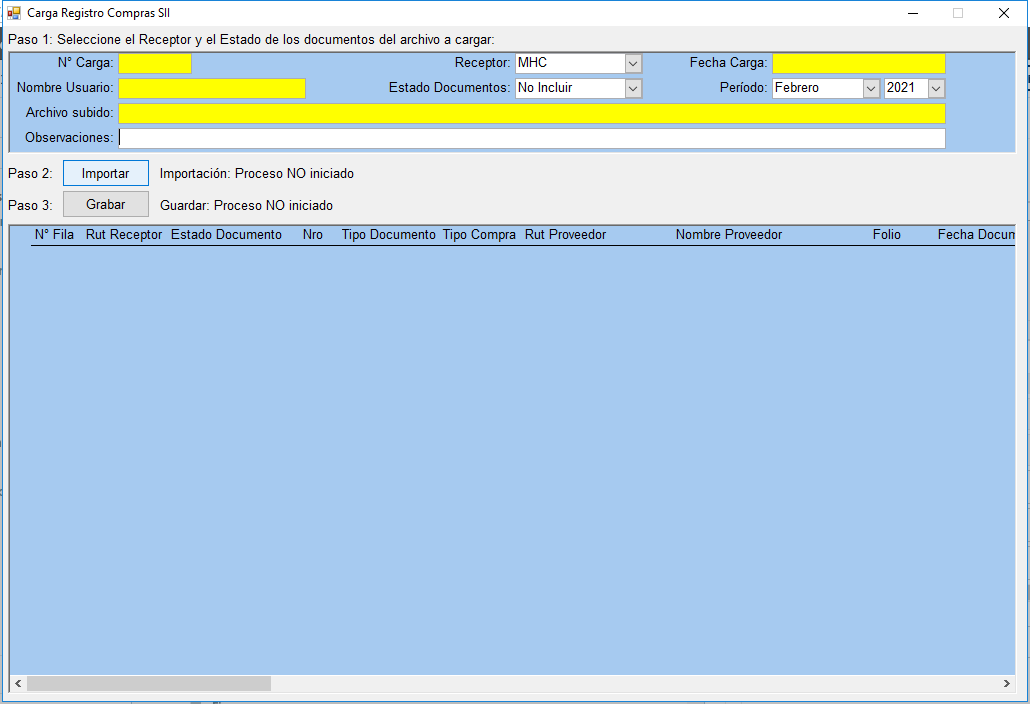 Carga Registro Compras SII
Paso 1: Seleccione el Receptor y el Estado de los documentos del archivo a cargar:
N° Carga: Receptor: MHC Fecha Carga:
Nombre Usuario: Estado Documentos: No Incluir Período: Febrero 2021
Archivo subido:
Observaciones:
Paso 2: Importar Importación: Proceso NO iniciado
Paso 3: Grabar Guardar: Proceso NO iniciado
N° Fila Rut Receptor Estado Documento Nro Tipo Documento Tipo Compra Rut Proveedor Nombre Proveedor Folio Fecha Docum